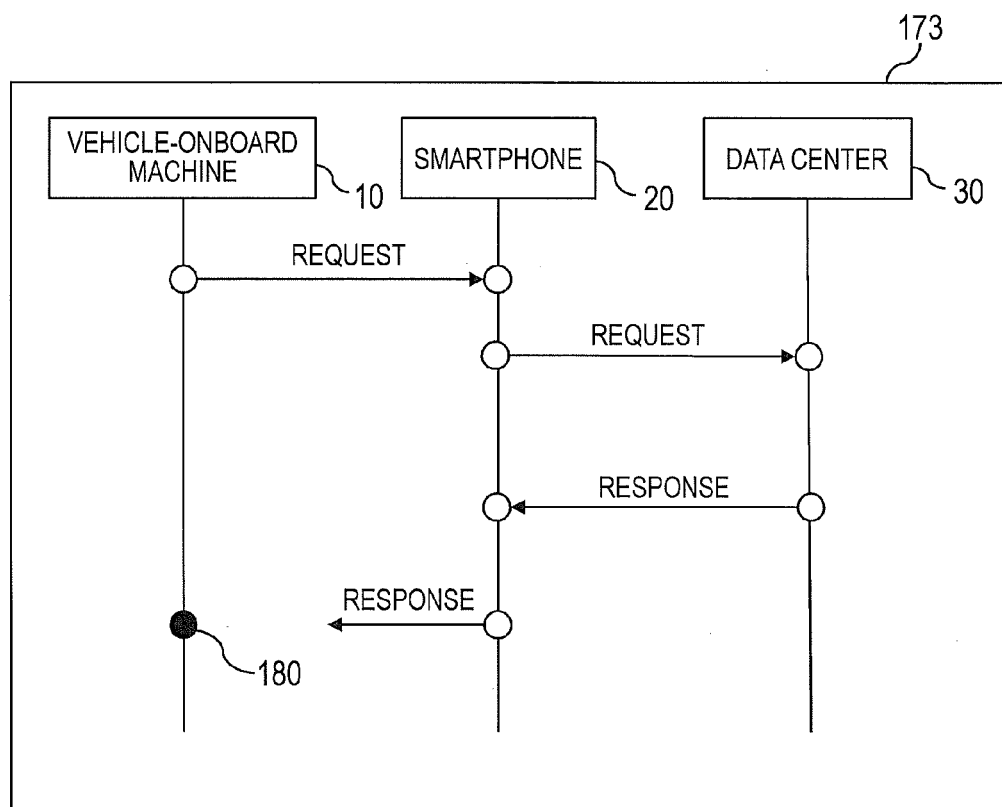 173
VEHICLE-ONBOARD
MACHINE
10
SMARTPHONE
20
DATA CENTER
30
REQUEST
REQUEST
RESPONSE
RESPONSE
180